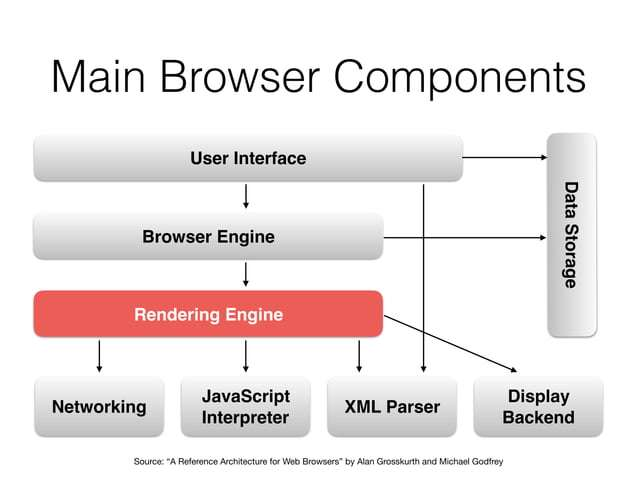 Main Browser Components
User Interface
Data Storage
Browser Engine
Rendering Engine
Networking
JavaScript
Interpreter
XML Parser
Display
Backend
Source: “A Reference Architecture for Web Browsers” by Alan Grosskurth and Michael Godfrey